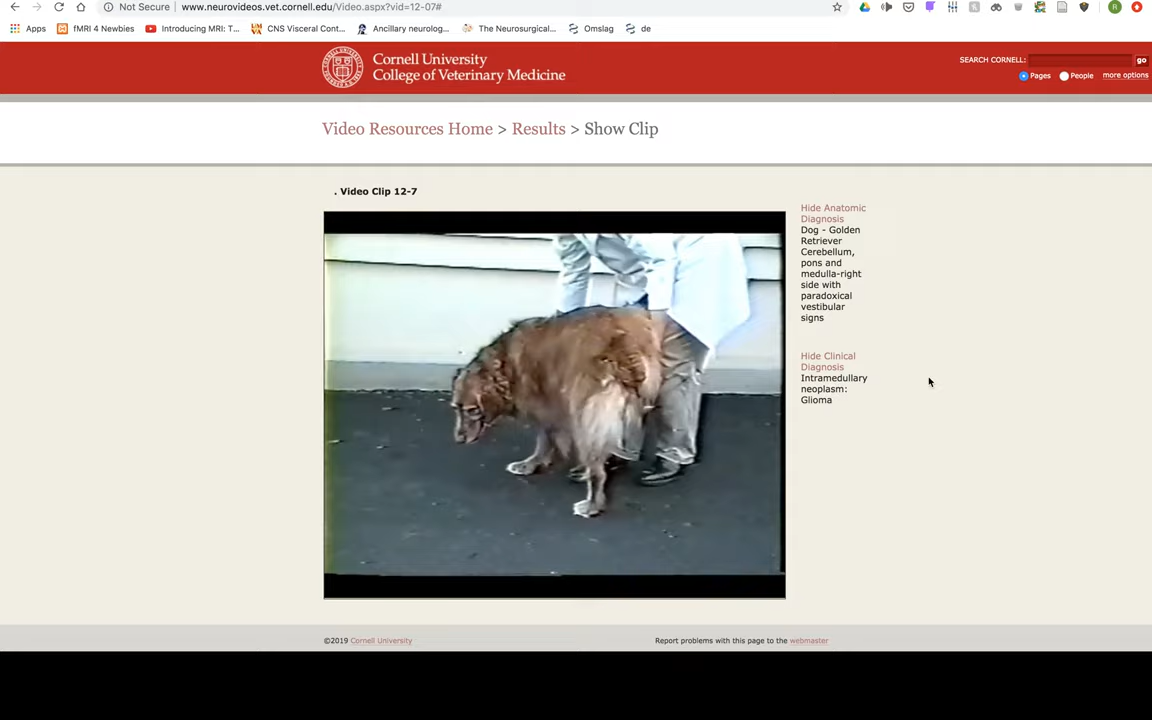 Not Secure | www.neurovideos.vet.cornell.edu/Video.aspx?vid=12-07#
Apps fMRI 4 Newbies Introducing MRI: T... CNS Visceral Cont... Ancillary neurolog... The Neurosurgical... Omslag de
Cornell University
College of Veterinary Medicine
SEARCH CORNELL: go
Pages People more options
Video Resources Home > Results > Show Clip
. Video Clip 12-7
Hide Anatomic
Diagnosis
Dog - Golden
Retriever
Cerebellum,
pons and
medulla-right
side with
paradoxical
vestibular
signs
Hide Clinical
Diagnosis
Intramedullary
neoplasm:
Glioma
©2019 Cornell University
Report problems with this page to the webmaster